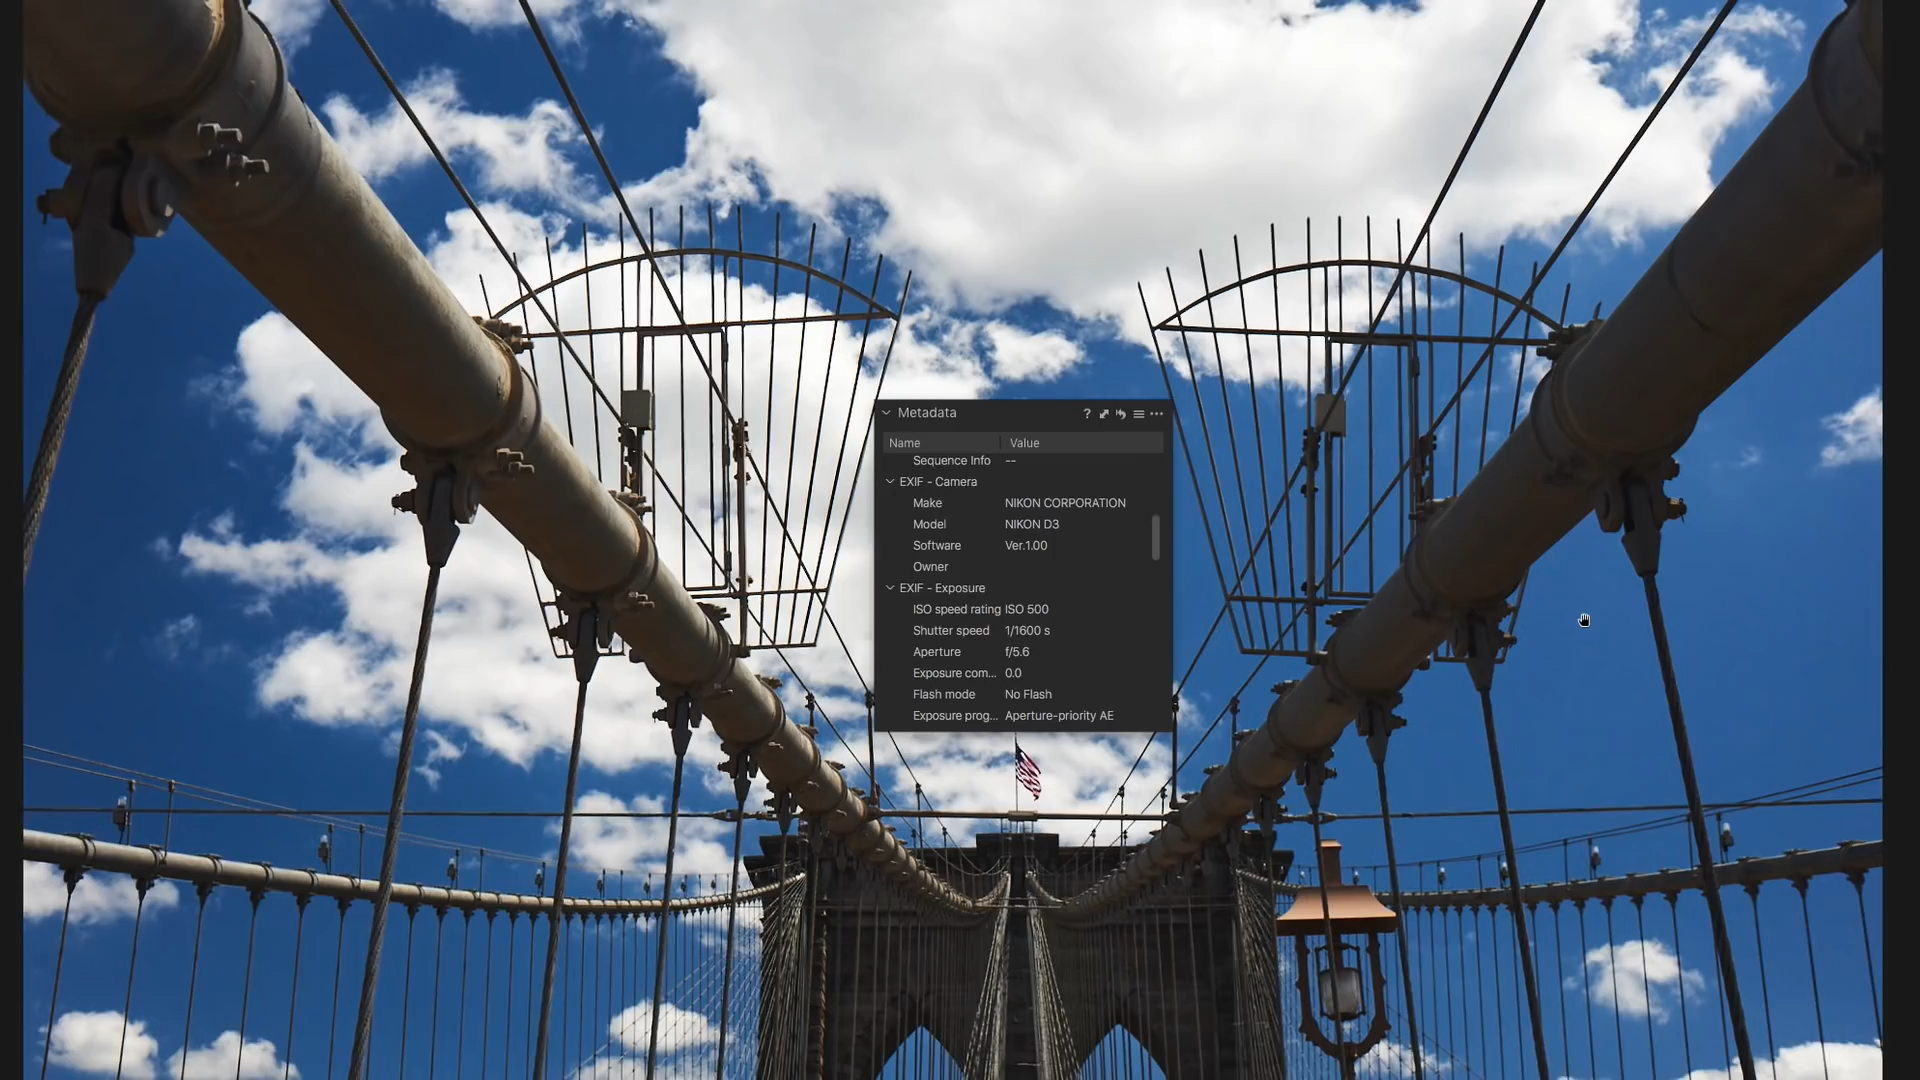 Metadata ?
Name Value
Sequence Info --
EXIF - Camera
Make NIKON CORPORATION
Model NIKON D3
Software Ver.1.00
Owner
EXIF - Exposure
ISO speed rating ISO 500
Shutter speed 1/1600 s
Aperture f/5.6
Exposure com... 0.0
Flash mode No Flash
Exposure prog... Aperture-priority AE